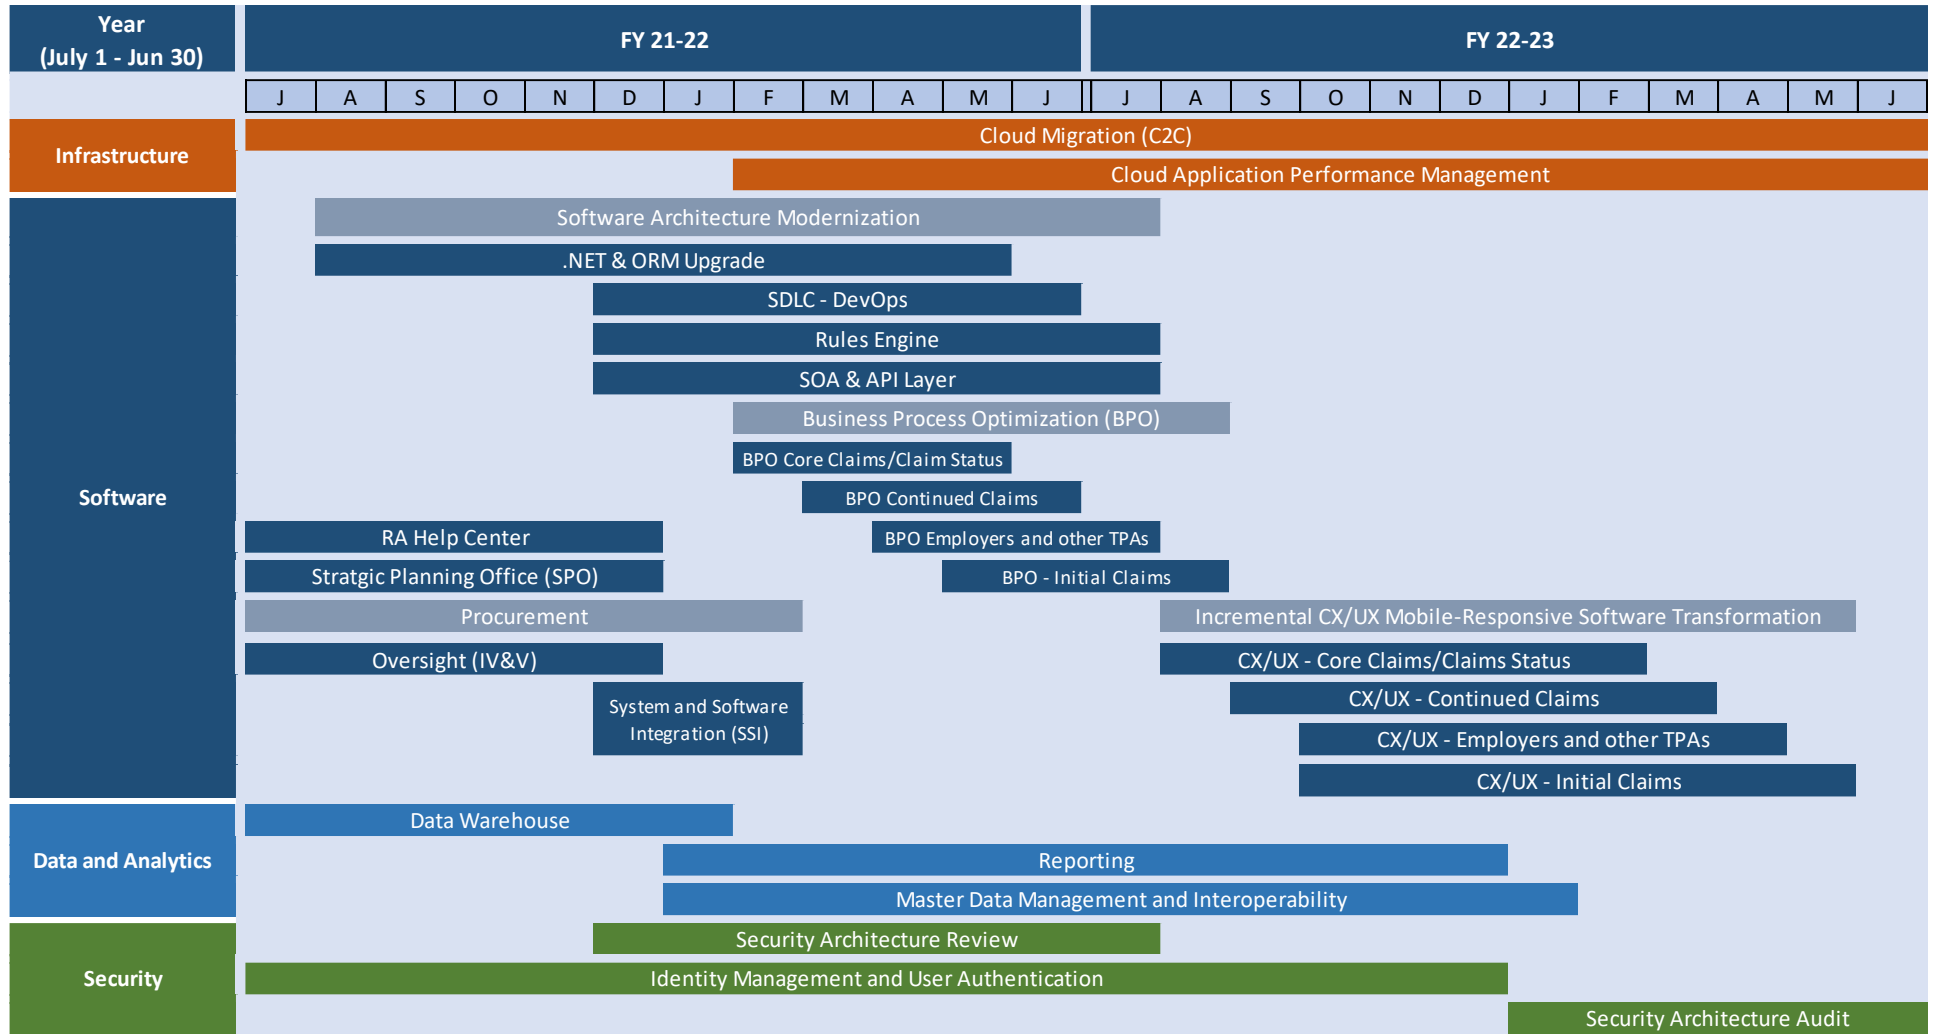 Year
(July 1 - Jun 30)
FY 21-22
FY 22-23
J A S O N D J F M A M J J A S O N D J F M A M J
Infrastructure
Cloud Migration (C2C)
Cloud Application Performance Management
Software
Software Architecture Modernization
.NET & ORM Upgrade
SDLC - DevOps
Rules Engine
SOA & API Layer
Business Process Optimization (BPO)
BPO Core Claims/Claim Status
BPO Continued Claims
RA Help Center
BPO Employers and other TPAs
Stratgic Planning Office (SPO)
BPO - Initial Claims
Procurement
Incremental CX/UX Mobile-Responsive Software Transformation
Oversight (IV&V)
CX/UX - Core Claims/Claims Status
System and Software
Integration (SSI)
CX/UX - Continued Claims
CX/UX - Employers and other TPAs
CX/UX - Initial Claims
Data and Analytics
Data Warehouse
Reporting
Master Data Management and Interoperability
Security
Security Architecture Review
Identity Management and User Authentication
Security Architecture Audit